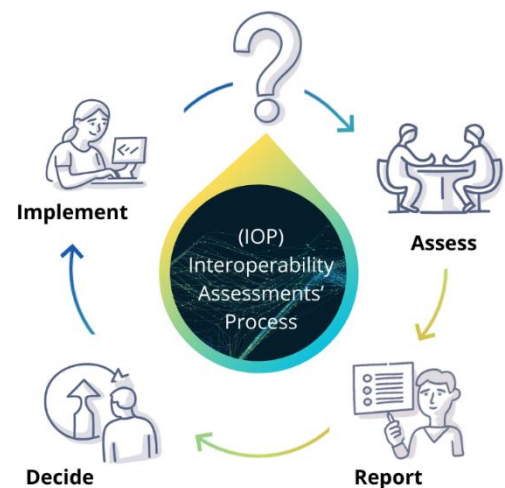 ?
(IOP)
Interoperability
Assessments’
Process
Assess
Report
Decide
Implement